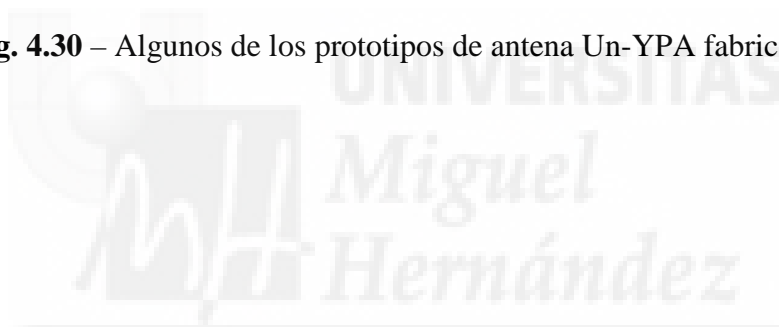 g. 4.30 – Algunos de los prototipos de antena Un-YPA fabric
UNIVERSITAS
Miguel
Hernández